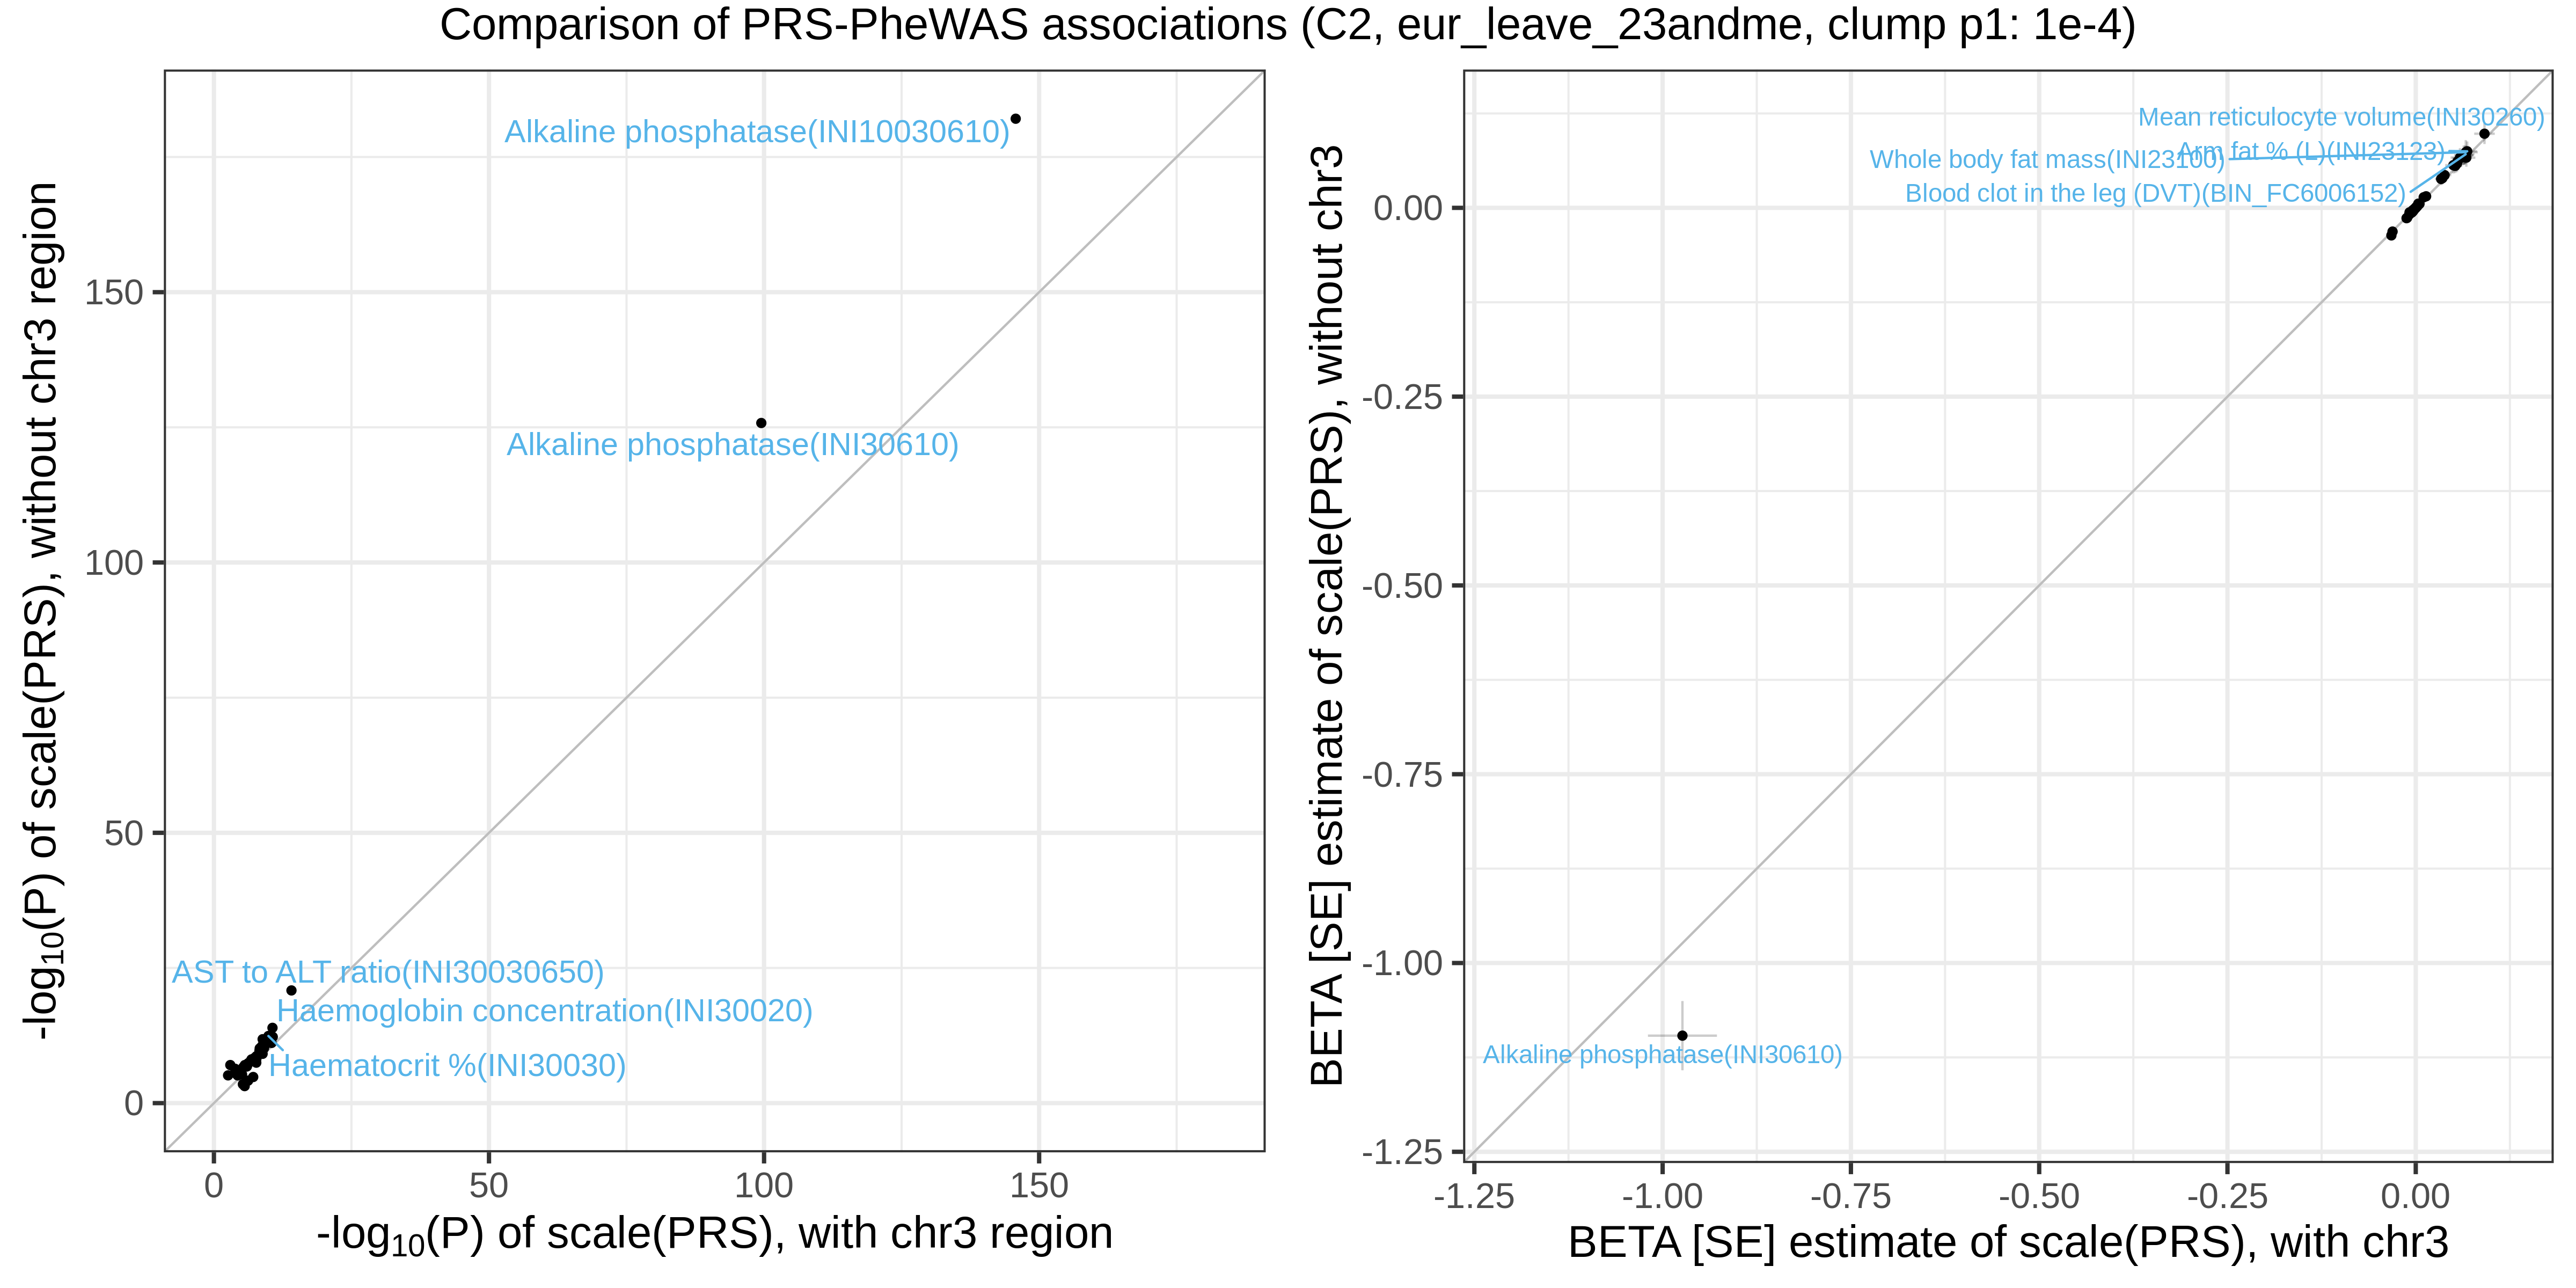 Comparison of PRS-PheWAS associations (C2, eur_leave_23andme, clump p1: 1e-4)
-log10(P) of scale(PRS), without chr3 region
150
100
50
0
Alkaline phosphatase(INI10030610)
Alkaline phosphatase(INI30610)
AST to ALT ratio(INI30030650)
Haemoglobin concentration(INI30020)
Haematocrit %(INI30030)
0 50 100 150
-log10(P) of scale(PRS), with chr3 region
BETA [SE] estimate of scale(PRS), without chr3
0.00
-0.25
-0.50
-0.75
-1.00
-1.25
Mean reticulocyte volume(INI30260)
Arm fat % (L)(INI23123)
Whole body fat mass(INI23100)
Blood clot in the leg (DVT)(BIN_FC6006152)
Alkaline phosphatase(INI30610)
-1.25 -1.00 -0.75 -0.50 -0.25 0.00
BETA [SE] estimate of scale(PRS), with chr3